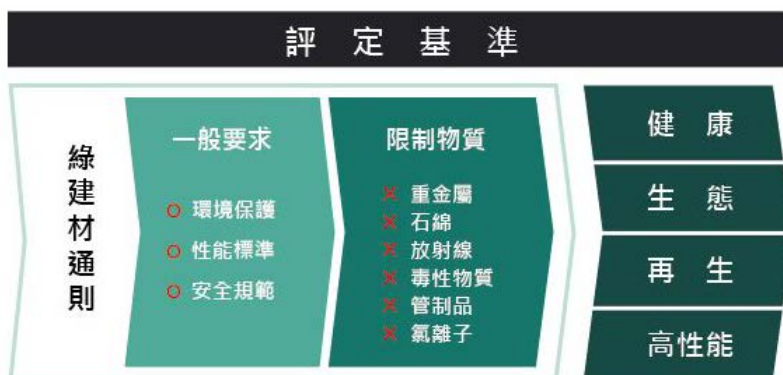 評定基準
綠建材通則
一般要求
O 環境保護
O 性能標準
O 安全規範
限制物質
X 重金屬
X 石綿
X 放射線
X 毒性物質
X 管制品
X 氯離子
健康
生態
再生
高性能